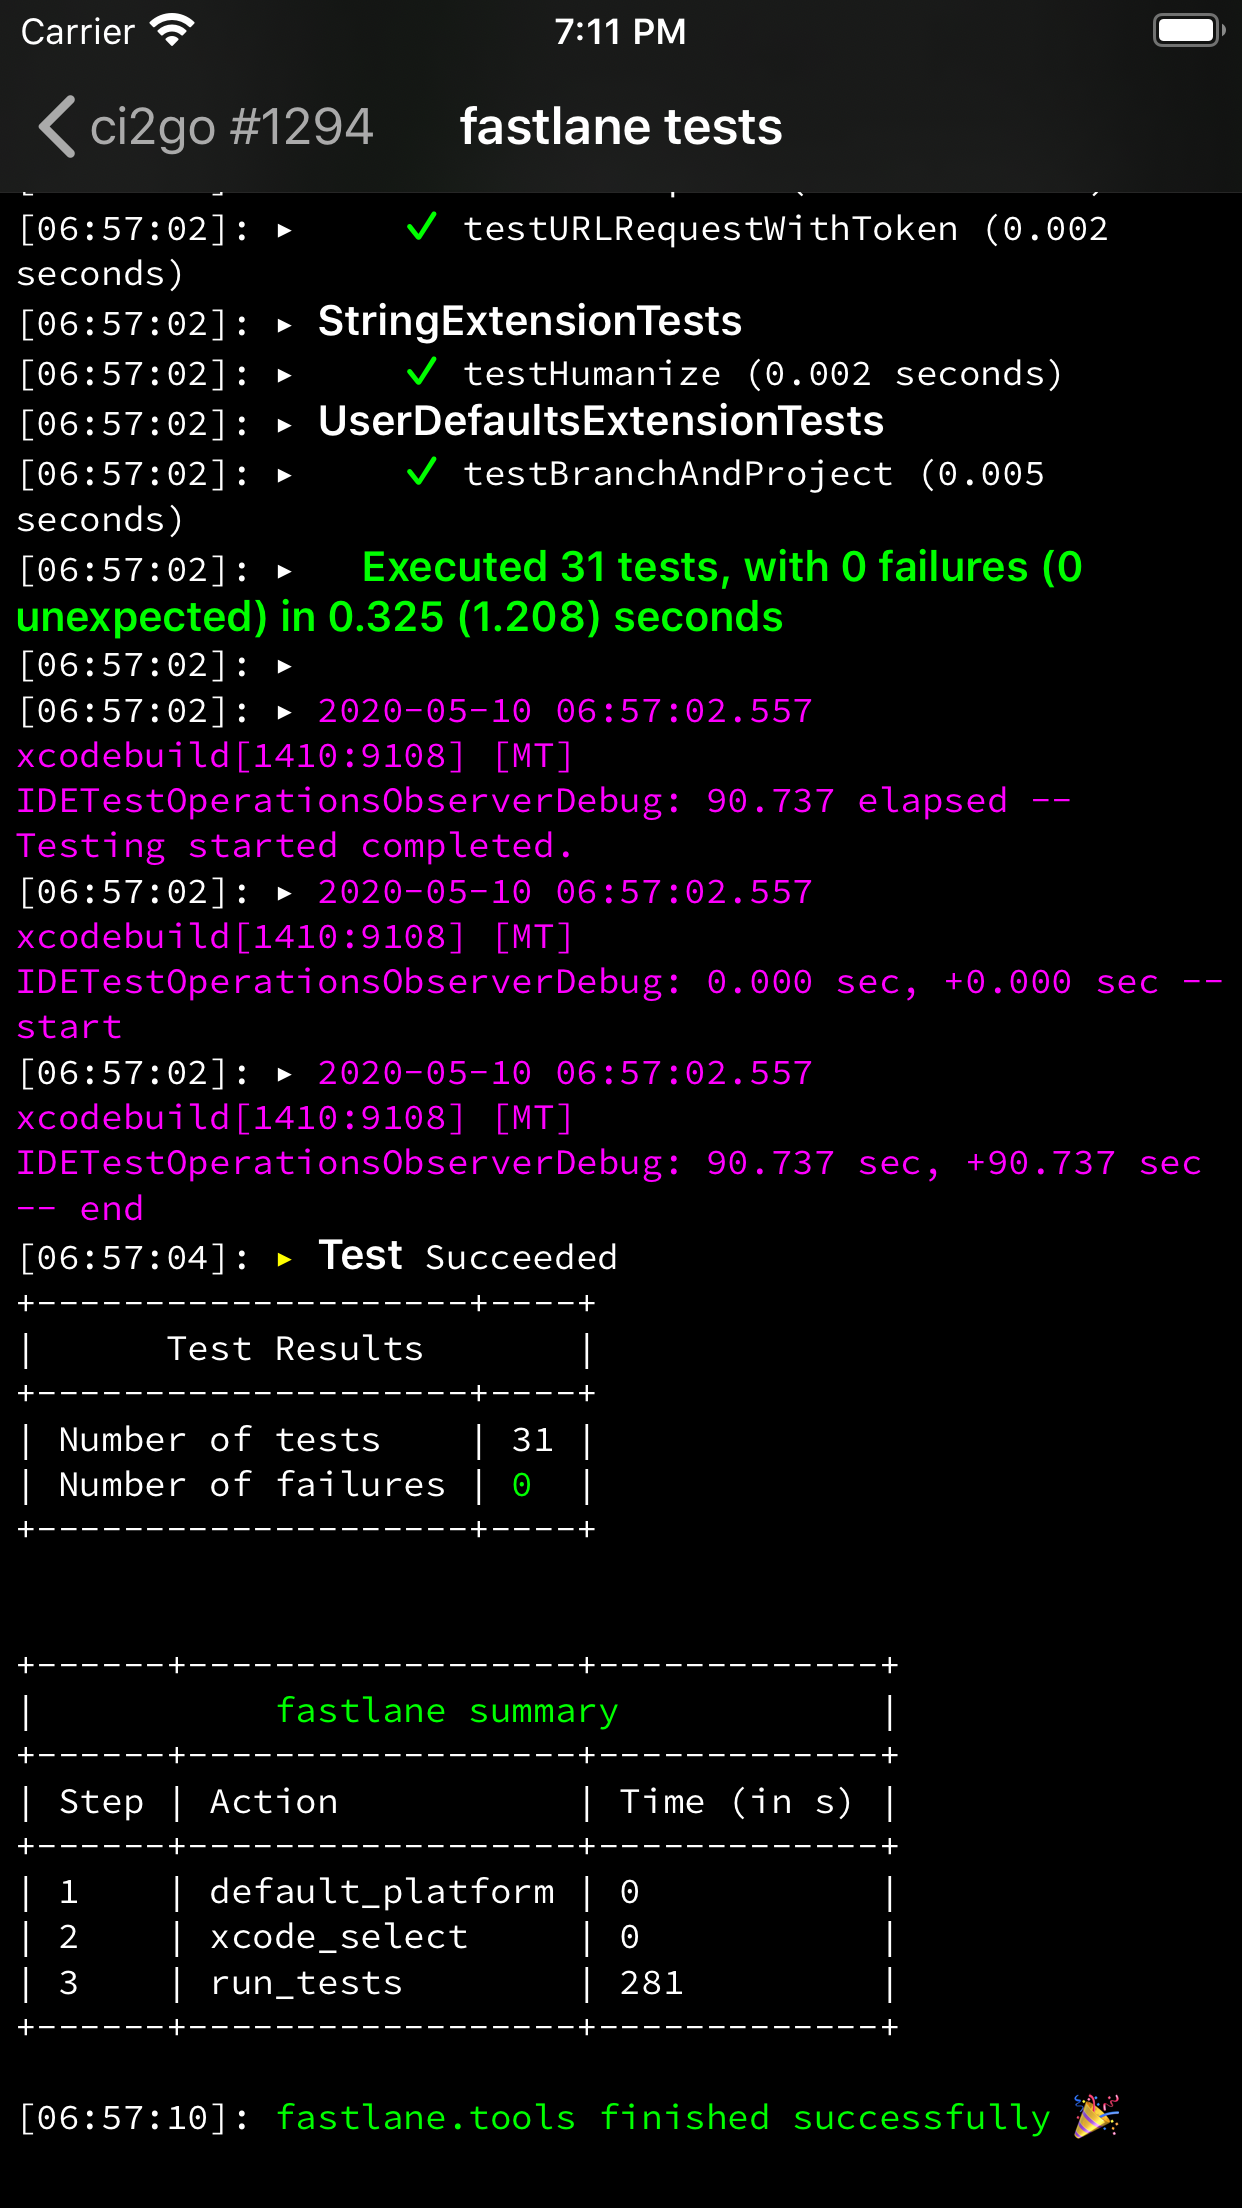 Carrier 7:11 PM
ci2go #1294 fastlane tests
[06:57:02]: ▸ ✓ testURLRequestWithToken (0.002
seconds)
[06:57:02]: ▸ StringExtensionTests
[06:57:02]: ▸ ✓ testHumanize (0.002 seconds)
[06:57:02]: ▸ UserDefaultsExtensionTests
[06:57:02]: ▸ ✓ testBranchAndProject (0.005
seconds)
[06:57:02]: ▸ Executed 31 tests, with 0 failures (0
unexpected) in 0.325 (1.208) seconds
[06:57:02]: ▸
[06:57:02]: ▸ 2020-05-10 06:57:02.557
xcodebuild[1410:9108] [MT]
IDETestOperationsObserverDebug: 90.737 elapsed --
Testing started completed.
[06:57:02]: ▸ 2020-05-10 06:57:02.557
xcodebuild[1410:9108] [MT]
IDETestOperationsObserverDebug: 0.000 sec, +0.000 sec --
start
[06:57:02]: ▸ 2020-05-10 06:57:02.557
xcodebuild[1410:9108] [MT]
IDETestOperationsObserverDebug: 90.737 sec, +90.737 sec
-- end
[06:57:04]: ▸ Test Succeeded
+--------------------+----+
| Test Results |
+--------------------+----+
| Number of tests | 31 |
| Number of failures | 0 |
+--------------------+----+
+------+------------------+-------------+
| fastlane summary |
+------+------------------+-------------+
| Step | Action | Time (in s) |
+------+------------------+-------------+
| 1 | default_platform | 0 |
| 2 | xcode_select | 0 |
| 3 | run_tests | 281 |
+------+------------------+-------------+
[06:57:10]: fastlane.tools finished successfully 🎉